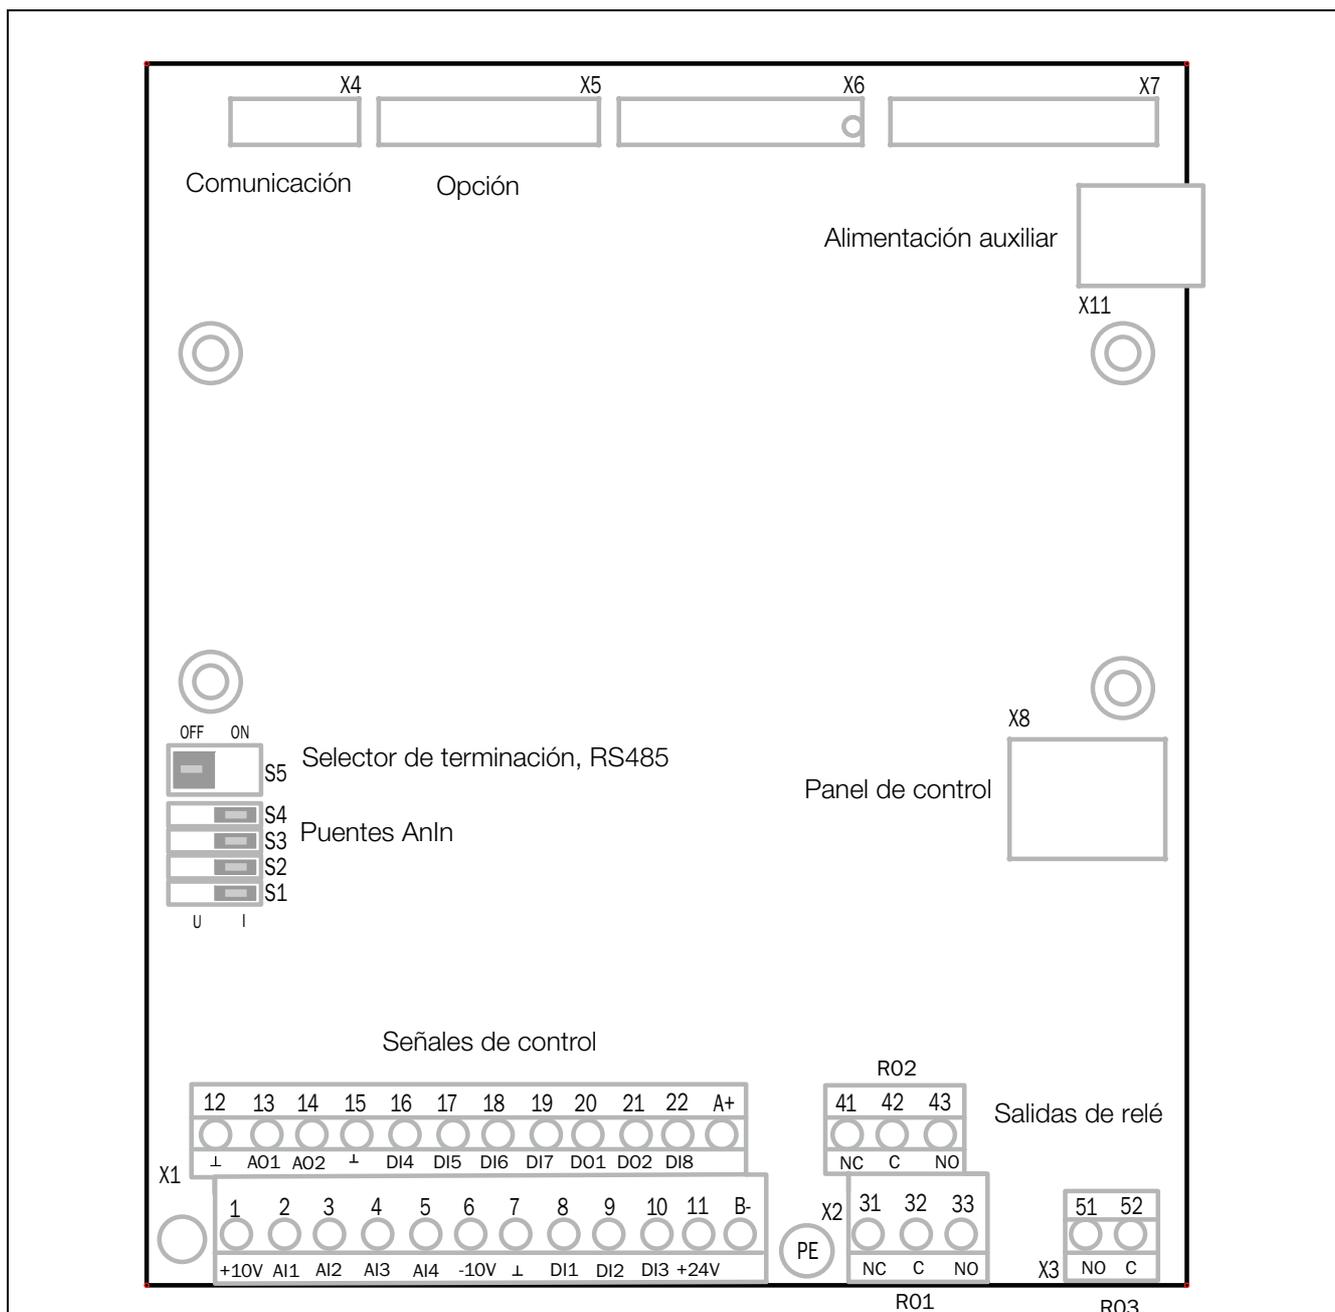 X4 X5 X6 X7
Comunicación Opción
Alimentación auxiliar
X11
X8
OFF ON
Selector de terminación, RS485
S5
Panel de control
S4
Puentes AnIn
S3
S2
S1
U I
Señales de control
RO2
12 13 14 15 16 17 18 19 20 21 22 A+
41 42 43
Salidas de relé
⊥ AO1 AO2 ⊥ DI4 DI5 DI6 DI7 DO1 DO2 DI8
NC C NO
X1
1 2 3 4 5 6 7 8 9 10 11 B-
X2
31 32 33
51 52
PE
+10V AI1 AI2 AI3 AI4 -10V ⊥ DI1 DI2 DI3 +24V
NC C NO
X3
NO C
RO1
RO3